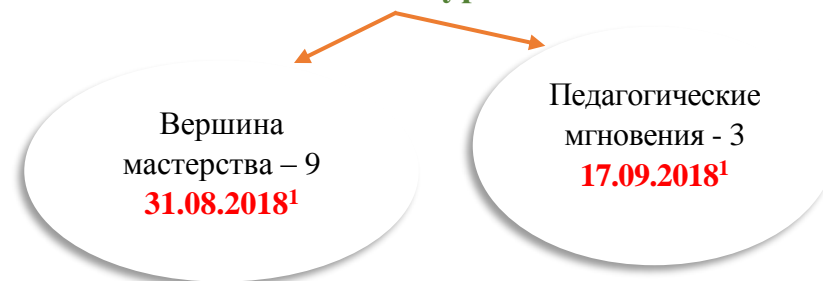 Вершина
мастерства – 9
31.08.2018¹
Педагогические
мгновения - 3
17.09.2018¹